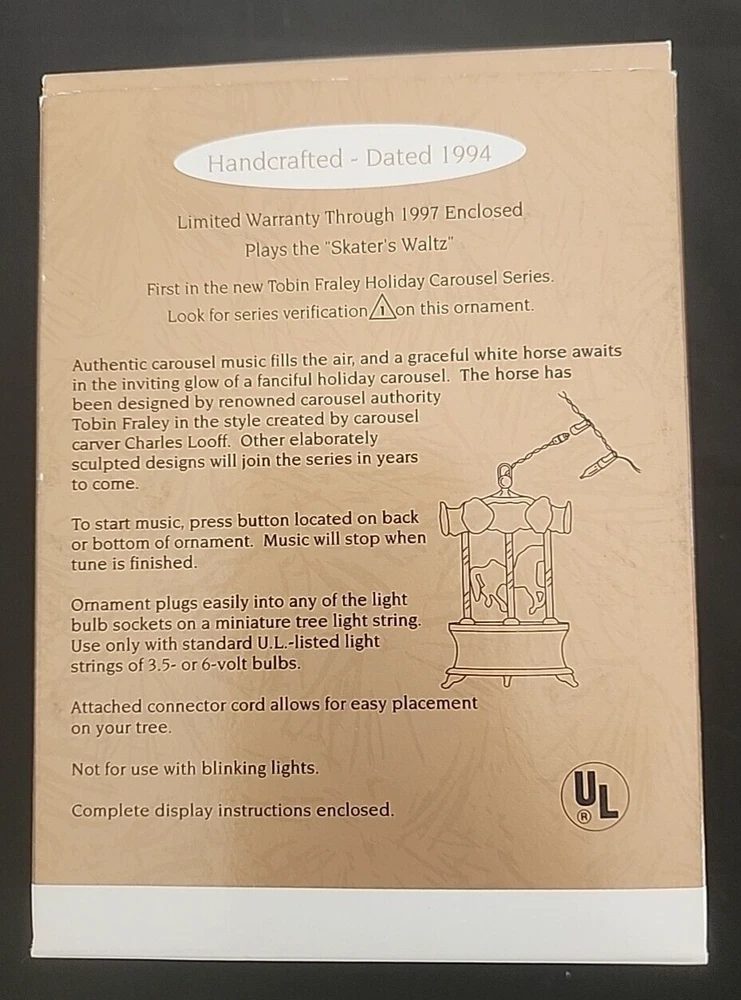 Handcrafted - Dated 1994
Limited Warranty Through 1997 Enclosed
Plays the "Skater's Waltz"
First in the new Tobin Fraley Holiday Carousel Series.
Look for series verification 1 on this ornament.
Authentic carousel music fills the air, and a graceful white horse awaits
in the inviting glow of a fanciful holiday carousel. The horse has
been designed by renowned carousel authority
Tobin Fraley in the style created by carousel
carver Charles Looff. Other elaborately
sculpted designs will join the series in years
to come.
To start music, press button located on back
or bottom of ornament. Music will stop when
tune is finished.
Ornament plugs easily into any of the light
bulb sockets on a miniature tree light string.
Use only with standard U.L.-listed light
strings of 3.5- or 6-volt bulbs.
Attached connector cord allows for easy placement
on your tree.
Not for use with blinking lights.
Complete display instructions enclosed.
UL
®